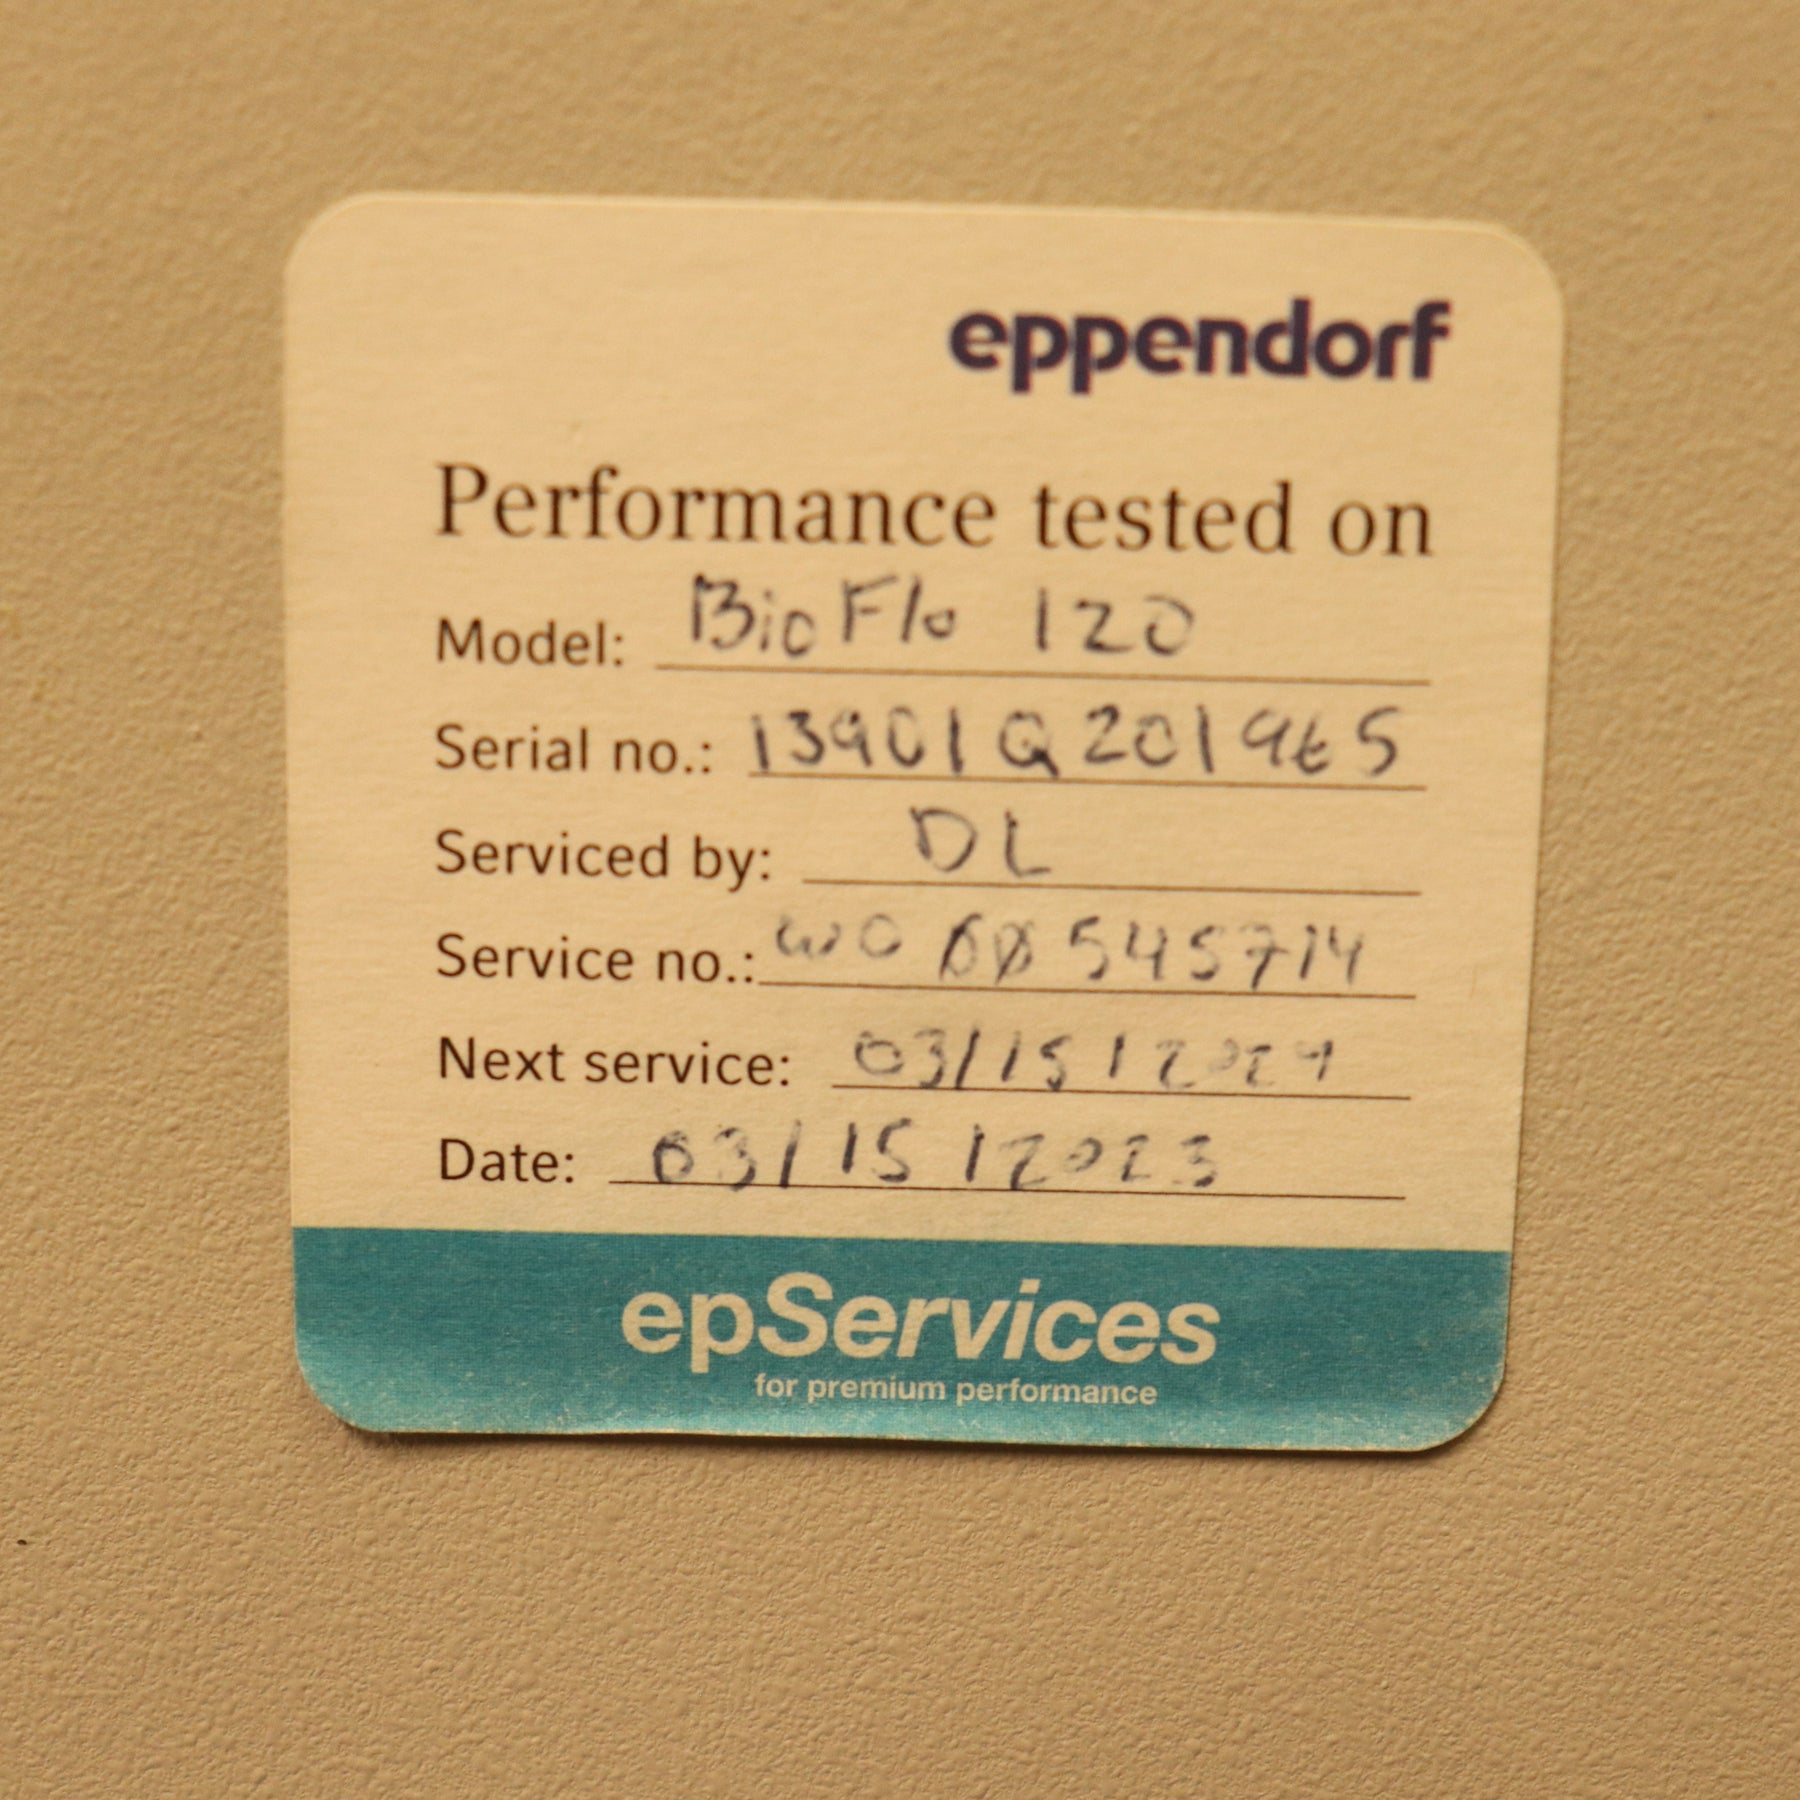 eppendorf
Performance tested on
Model: BioFlo 120
Serial no.: 13901Q201965
Serviced by: DL
Service no.: WO 00545714
Next service: 03/15/2024
Date: 03/15/2023
epServices
for premium performance